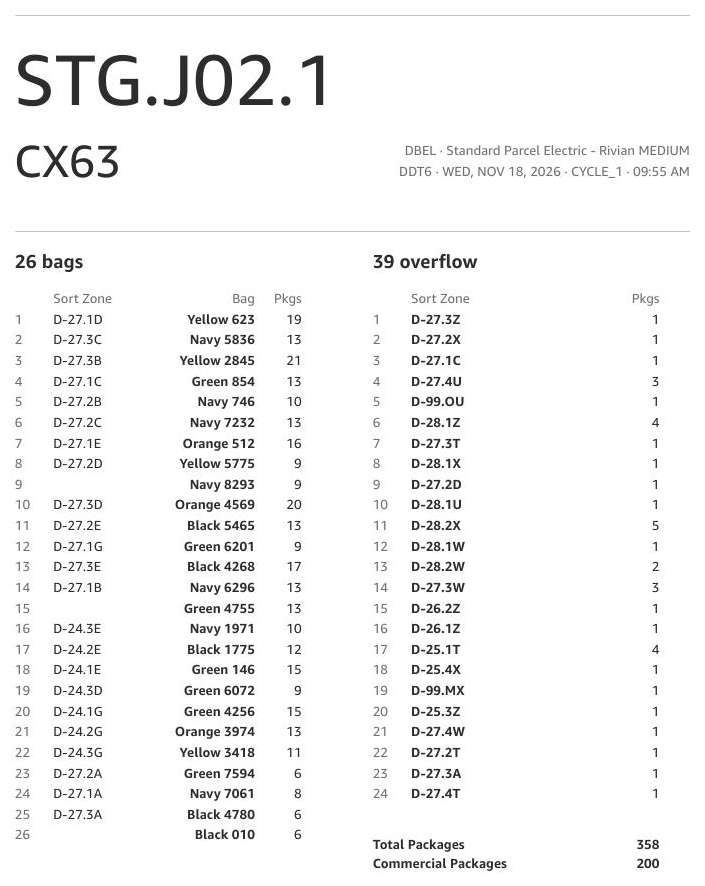 STG.J02.1
CX63
DBEL · Standard Parcel Electric - Rivian MEDIUM
DDT6 · WED, NOV 18, 2026 · CYCLE_1 · 09:55 AM
26 bags
Sort Zone Bag Pkgs
1 D-27.1D Yellow 623 19
2 D-27.3C Navy 5836 13
3 D-27.3B Yellow 2845 21
4 D-27.1C Green 854 13
5 D-27.2B Navy 746 10
6 D-27.2C Navy 7232 13
7 D-27.1E Orange 512 16
8 D-27.2D Yellow 5775 9
9 Navy 8293 9
10 D-27.3D Orange 4569 20
11 D-27.2E Black 5465 13
12 D-27.1G Green 6201 9
13 D-27.3E Black 4268 17
14 D-27.1B Navy 6296 13
15 Green 4755 13
16 D-24.3E Navy 1971 10
17 D-24.2E Black 1775 12
18 D-24.1E Green 146 15
19 D-24.3D Green 6072 9
20 D-24.1G Green 4256 15
21 D-24.2G Orange 3974 13
22 D-24.3G Yellow 3418 11
23 D-27.2A Green 7594 6
24 D-27.1A Navy 7061 8
25 D-27.3A Black 4780 6
26 Black 010 6
39 overflow
Sort Zone Pkgs
1 D-27.3Z 1
2 D-27.2X 1
3 D-27.1C 1
4 D-27.4U 3
5 D-99.OU 1
6 D-28.1Z 4
7 D-27.3T 1
8 D-28.1X 1
9 D-27.2D 1
10 D-28.1U 1
11 D-28.2X 5
12 D-28.1W 1
13 D-28.2W 2
14 D-27.3W 3
15 D-26.2Z 1
16 D-26.1Z 1
17 D-25.1T 4
18 D-25.4X 1
19 D-99.MX 1
20 D-25.3Z 1
21 D-27.4W 1
22 D-27.2T 1
23 D-27.3A 1
24 D-27.4T 1
Total Packages 358
Commercial Packages 200